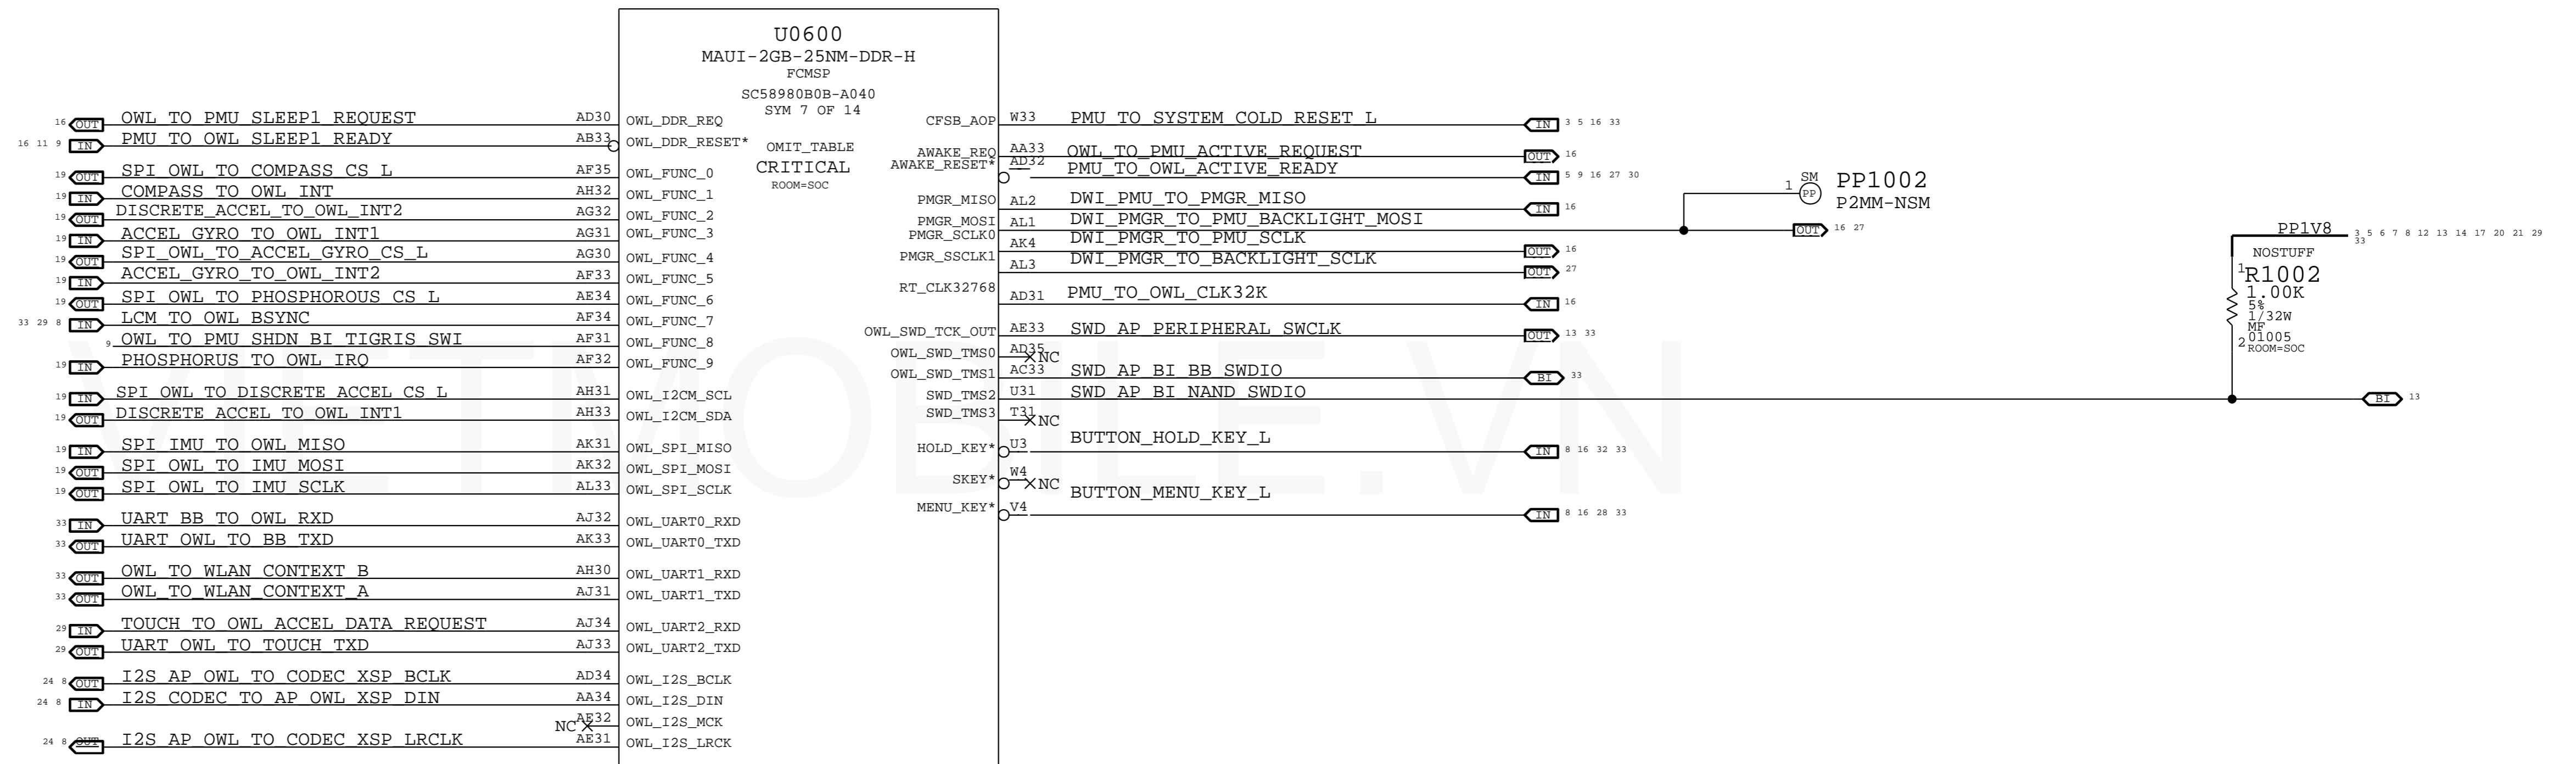 U0600
MAUI-2GB-25NM-DDR-H
FCMSP
SC58980B0B-A040
SYM 7 OF 14
OMIT_TABLE
CRITICAL
ROOM=SOC
16 OUT OWL_TO_PMU_SLEEP1_REQUEST AD30 OWL_DDR_REQ
16 11 9 IN PMU_TO_OWL_SLEEP1_READY AB33 OWL_DDR_RESET*
19 OUT SPI_OWL_TO_COMPASS_CS_L AF35 OWL_FUNC_0
19 IN COMPASS_TO_OWL_INT AH32 OWL_FUNC_1
19 OUT DISCRETE_ACCEL_TO_OWL_INT2 AG32 OWL_FUNC_2
19 IN ACCEL_GYRO_TO_OWL_INT1 AG31 OWL_FUNC_3
19 OUT SPI_OWL_TO_ACCEL_GYRO_CS_L AG30 OWL_FUNC_4
19 IN ACCEL_GYRO_TO_OWL_INT2 AF33 OWL_FUNC_5
19 OUT SPI_OWL_TO_PHOSPHOROUS_CS_L AE34 OWL_FUNC_6
33 29 8 IN LCM_TO_OWL_BSYNC AF34 OWL_FUNC_7
9 OWL_TO_PMU_SHDN_BI_TIGRIS_SWI AF31 OWL_FUNC_8
19 IN PHOSPHORUS_TO_OWL_IRQ AF32 OWL_FUNC_9
19 IN SPI_OWL_TO_DISCRETE_ACCEL_CS_L AH31 OWL_I2CM_SCL
19 OUT DISCRETE_ACCEL_TO_OWL_INT1 AH33 OWL_I2CM_SDA
19 IN SPI_IMU_TO_OWL_MISO AK31 OWL_SPI_MISO
19 OUT SPI_OWL_TO_IMU_MOSI AK32 OWL_SPI_MOSI
19 OUT SPI_OWL_TO_IMU_SCLK AL33 OWL_SPI_SCLK
33 IN UART_BB_TO_OWL_RXD AJ32 OWL_UART0_RXD
33 OUT UART_OWL_TO_BB_TXD AK33 OWL_UART0_TXD
33 OUT OWL_TO_WLAN_CONTEXT_B AH30 OWL_UART1_RXD
33 OUT OWL_TO_WLAN_CONTEXT_A AJ31 OWL_UART1_TXD
29 IN TOUCH_TO_OWL_ACCEL_DATA_REQUEST AJ34 OWL_UART2_RXD
29 OUT UART_OWL_TO_TOUCH_TXD AJ33 OWL_UART2_TXD
24 8 OUT I2S_AP_OWL_TO_CODEC_XSP_BCLK AD34 OWL_I2S_BCLK
24 8 IN I2S_CODEC_TO_AP_OWL_XSP_DIN AA34 OWL_I2S_DIN
NC AE32 OWL_I2S_MCK
24 8 OUT I2S_AP_OWL_TO_CODEC_XSP_LRCLK AE31 OWL_I2S_LRCK
CFSB_AOP W33 PMU_TO_SYSTEM_COLD_RESET_L IN 3 5 16 33
AWAKE_REQ AA33 OWL_TO_PMU_ACTIVE_REQUEST OUT 16
AWAKE_RESET* AD32 PMU_TO_OWL_ACTIVE_READY IN 5 9 16 27 30
PMGR_MISO AL2 DWI_PMU_TO_PMGR_MISO IN 16
PMGR_MOSI AL1 DWI_PMGR_TO_PMU_BACKLIGHT_MOSI OUT 16 27
PMGR_SCLK0 AK4 DWI_PMGR_TO_PMU_SCLK OUT 16
PMGR_SSCLK1 AL3 DWI_PMGR_TO_BACKLIGHT_SCLK OUT 27
RT_CLK32768 AD31 PMU_TO_OWL_CLK32K IN 16
OWL_SWD_TCK_OUT AE33 SWD_AP_PERIPHERAL_SWCLK OUT 13 33
OWL_SWD_TMS0 AD35 NC
OWL_SWD_TMS1 AC33 SWD_AP_BI_BB_SWDIO BI 33
SWD_TMS2 U31 SWD_AP_BI_NAND_SWDIO BI 13
SWD_TMS3 T31 NC
HOLD_KEY* U3 BUTTON_HOLD_KEY_L IN 8 16 32 33
SKEY* W4 NC
MENU_KEY* V4 BUTTON_MENU_KEY_L IN 8 16 28 33
1 SM PP PP1002
P2MM-NSM
PP1V8 3 5 6 7 8 12 13 14 17 20 21 29
33
NOSTUFF
1 R1002
1.00K
5%
1/32W
MF
2 01005
ROOM=SOC
VIETMOBILE.VN